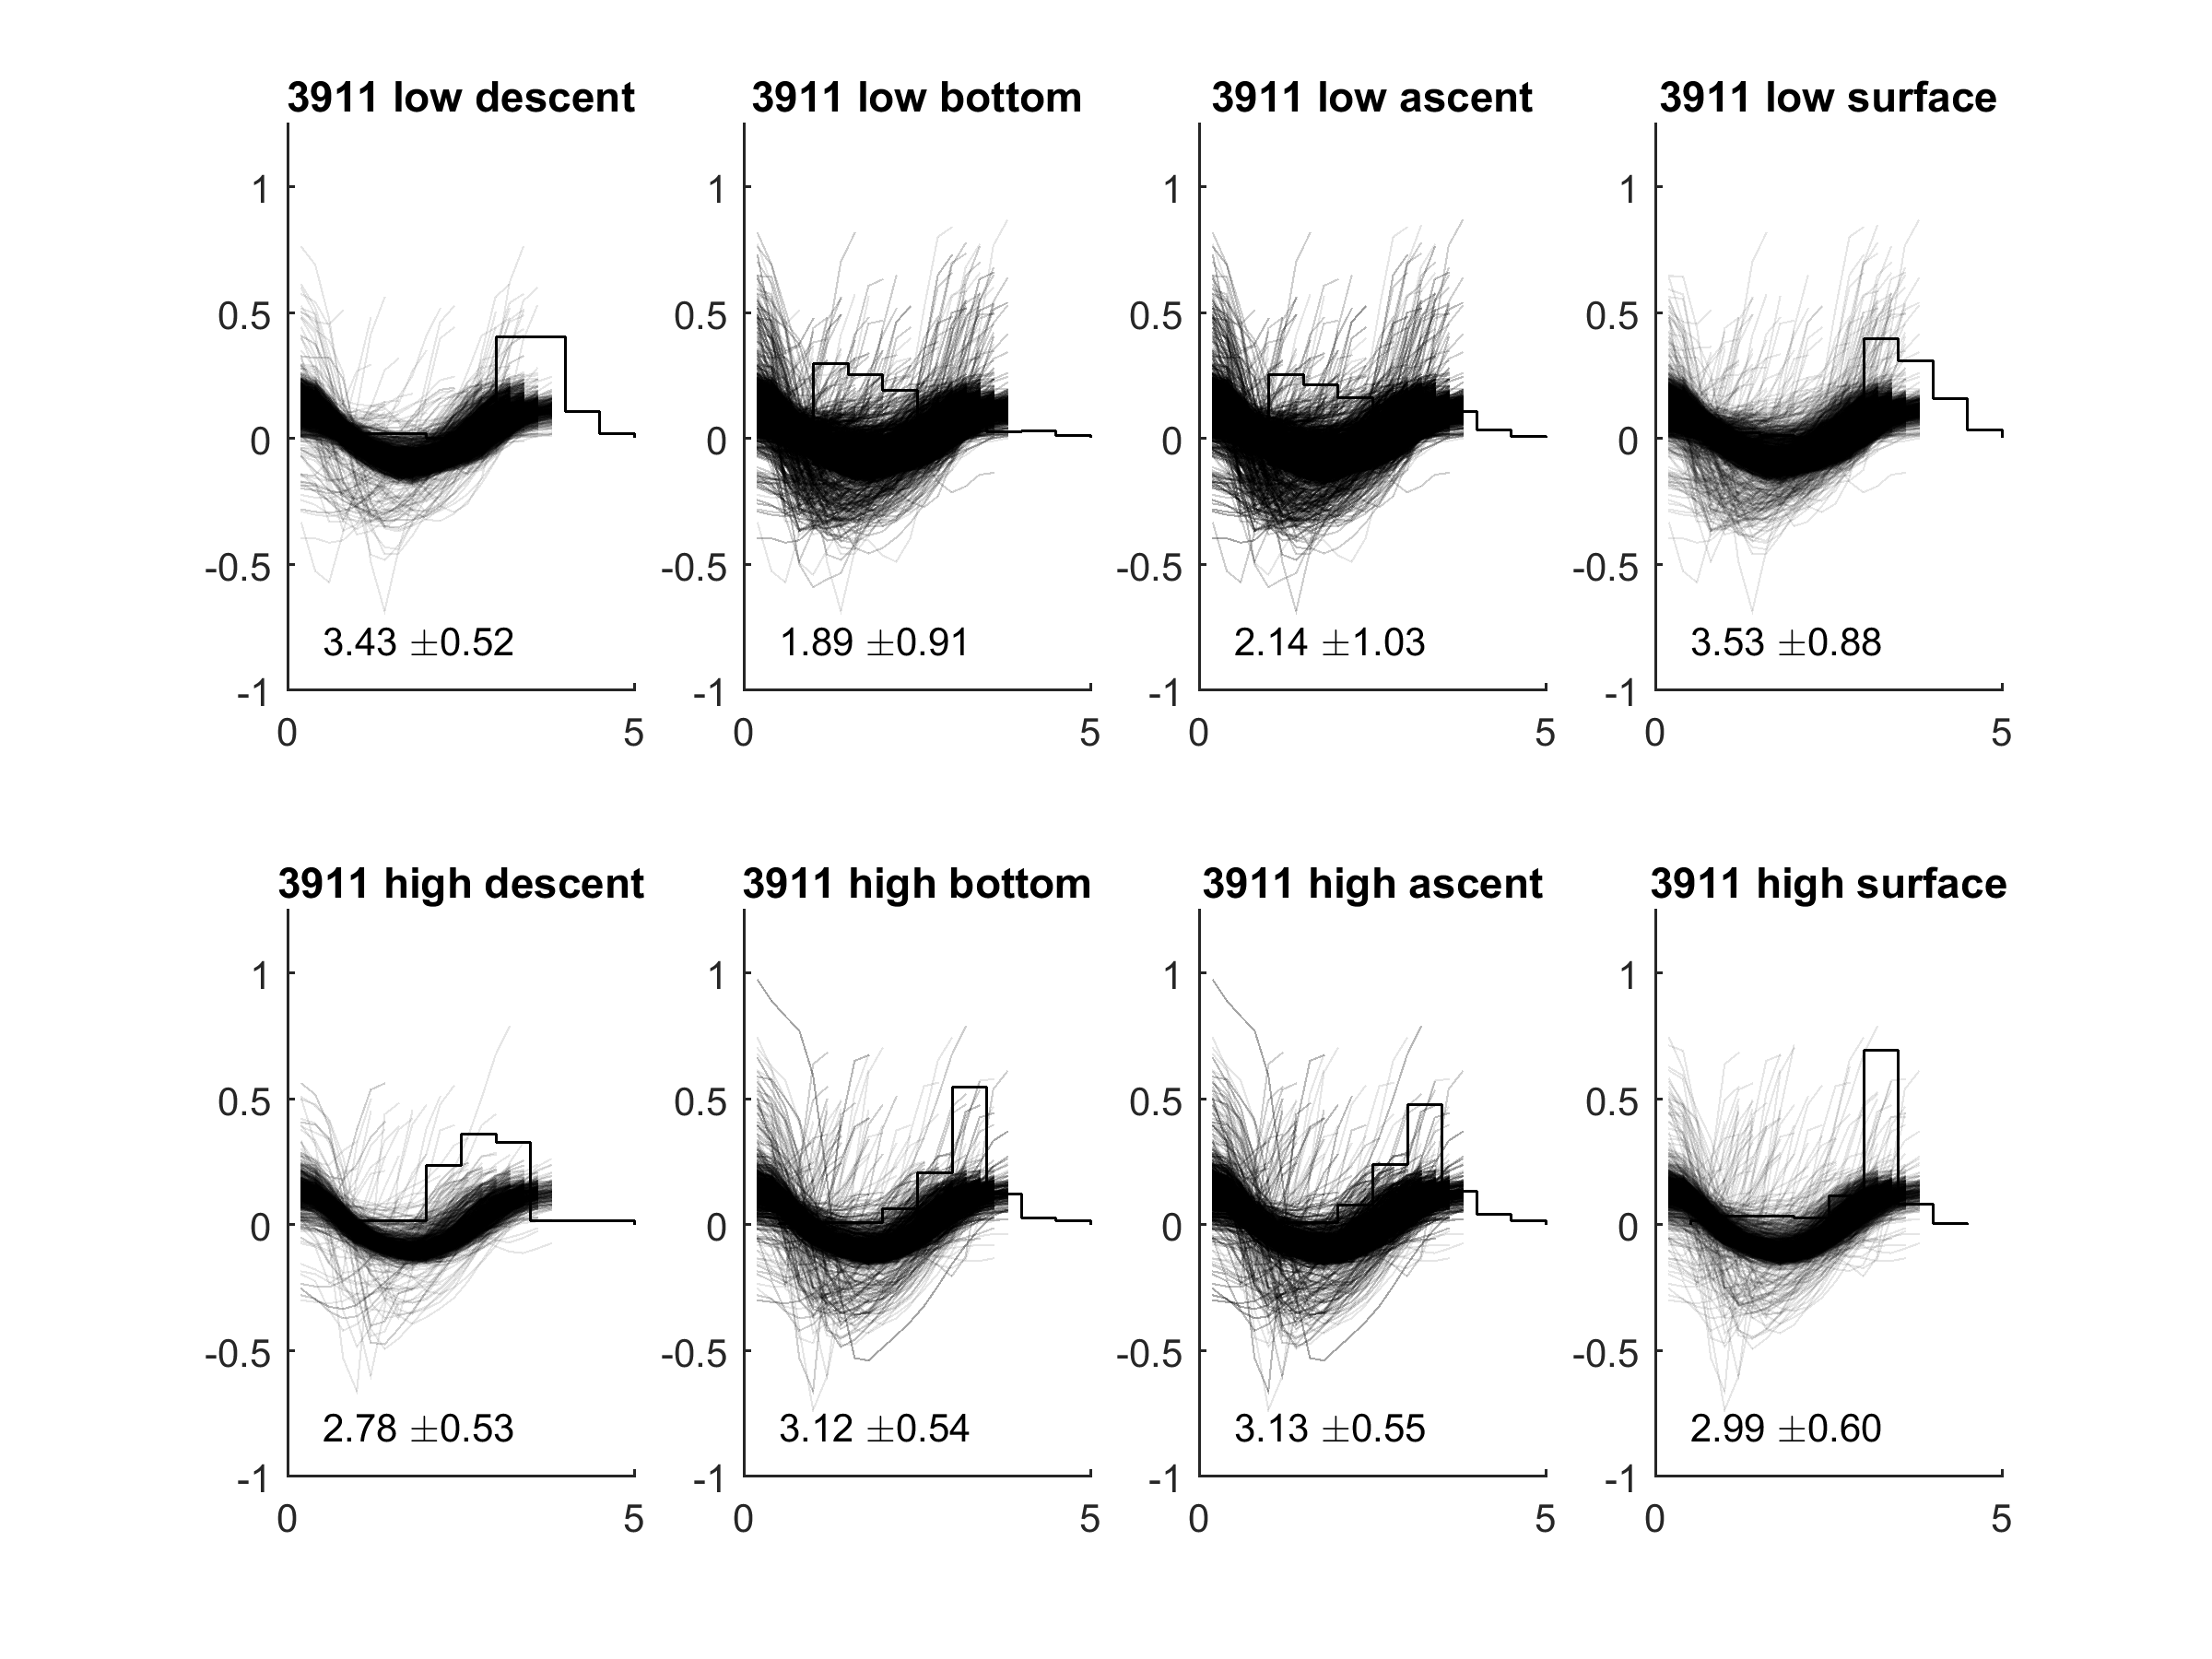 3911 low descent 3911 low bottom 3911 low ascent 3911 low surface
1 1 1 1
0.5 0.5 0.5 0.5
0 0 0 0
-0.5 -0.5 -0.5 -0.5
3.43 ±0.52 1.89 ±0.91 2.14 ±1.03 3.53 ±0.88
-1 -1 -1 -1
0 5 0 5 0 5 0 5
3911 high descent 3911 high bottom 3911 high ascent 3911 high surface
1 1 1 1
0.5 0.5 0.5 0.5
0 0 0 0
-0.5 -0.5 -0.5 -0.5
2.78 ±0.53 3.12 ±0.54 3.13 ±0.55 2.99 ±0.60
-1 -1 -1 -1
0 5 0 5 0 5 0 5